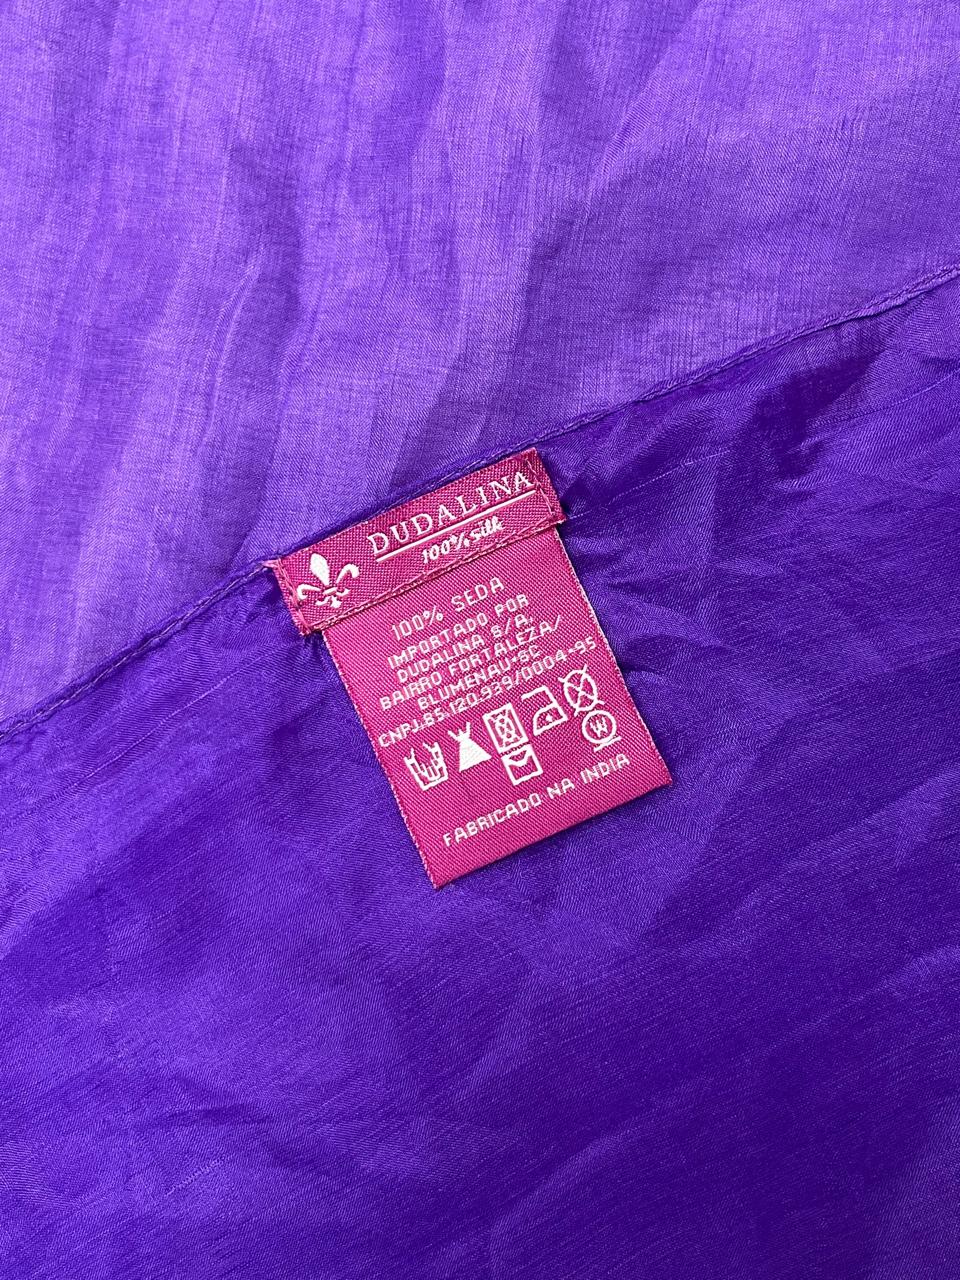 DUDALINA
100% silk
100% SEDA
IMPORTADO POR
DUDALINA S/A.
BAIRRO FORTALEZA/
BLUMENAU-SC
CNPJ.85.120.939/0004-95
W
FABRICADO NA INDIA